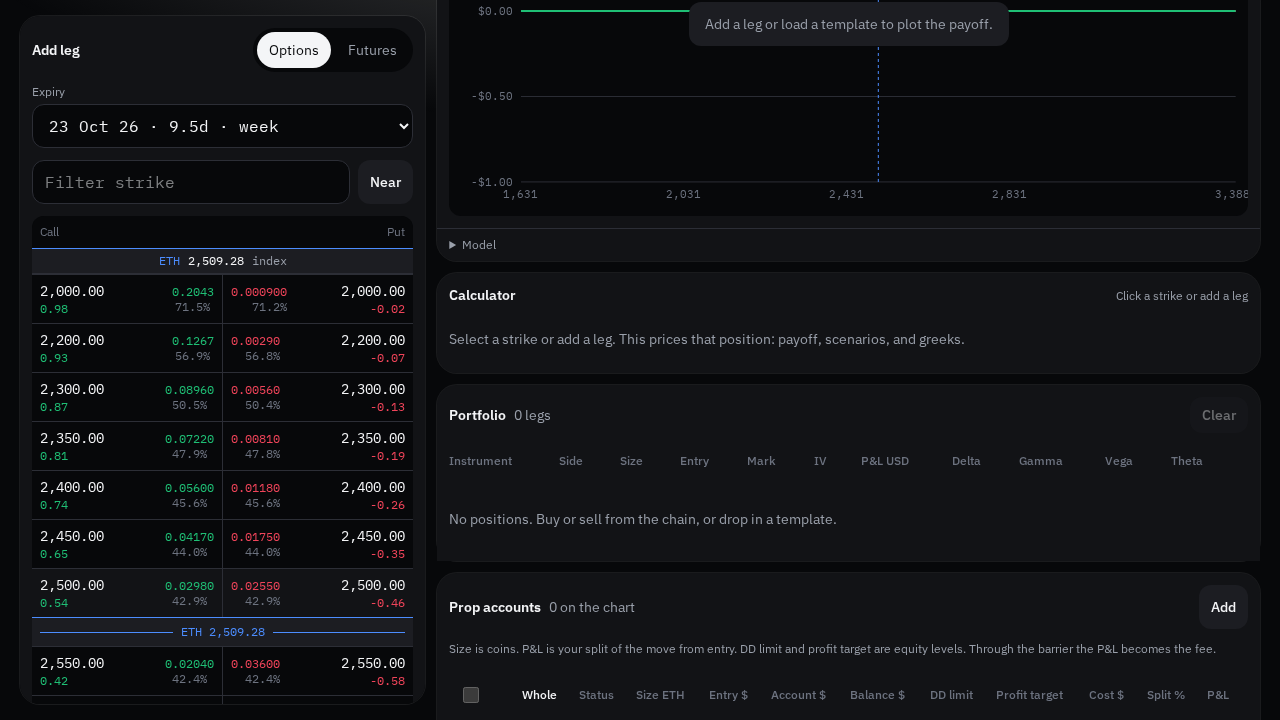 Add leg
Options
Futures
Expiry
23 Oct 26 · 9.5d · week
Filter strike
Near
Call
Put
ETH 2,509.28 index
2,000.00 0.2043 0.000900 2,000.00
0.98 71.5% 71.2% -0.02
2,200.00 0.1267 0.00290 2,200.00
0.93 56.9% 56.8% -0.07
2,300.00 0.08960 0.00560 2,300.00
0.87 50.5% 50.4% -0.13
2,350.00 0.07220 0.00810 2,350.00
0.81 47.9% 47.8% -0.19
2,400.00 0.05600 0.01180 2,400.00
0.74 45.6% 45.6% -0.26
2,450.00 0.04170 0.01750 2,450.00
0.65 44.0% 44.0% -0.35
2,500.00 0.02980 0.02550 2,500.00
0.54 42.9% 42.9% -0.46
ETH 2,509.28
2,550.00 0.02040 0.03600 2,550.00
0.42 42.4% 42.4% -0.58
$0.00
Add a leg or load a template to plot the payoff.
-$0.50
-$1.00
1,631 2,031 2,431 2,831 3,388
Model
Calculator
Click a strike or add a leg
Select a strike or add a leg. This prices that position: payoff, scenarios, and greeks.
Portfolio 0 legs
Clear
Instrument Side Size Entry Mark IV P&L USD Delta Gamma Vega Theta
No positions. Buy or sell from the chain, or drop in a template.
Prop accounts 0 on the chart
Add
Size is coins. P&L is your split of the move from entry. DD limit and profit target are equity levels. Through the barrier the P&L becomes the fee.
Whole Status Size ETH Entry $ Account $ Balance $ DD limit Profit target Cost $ Split % P&L